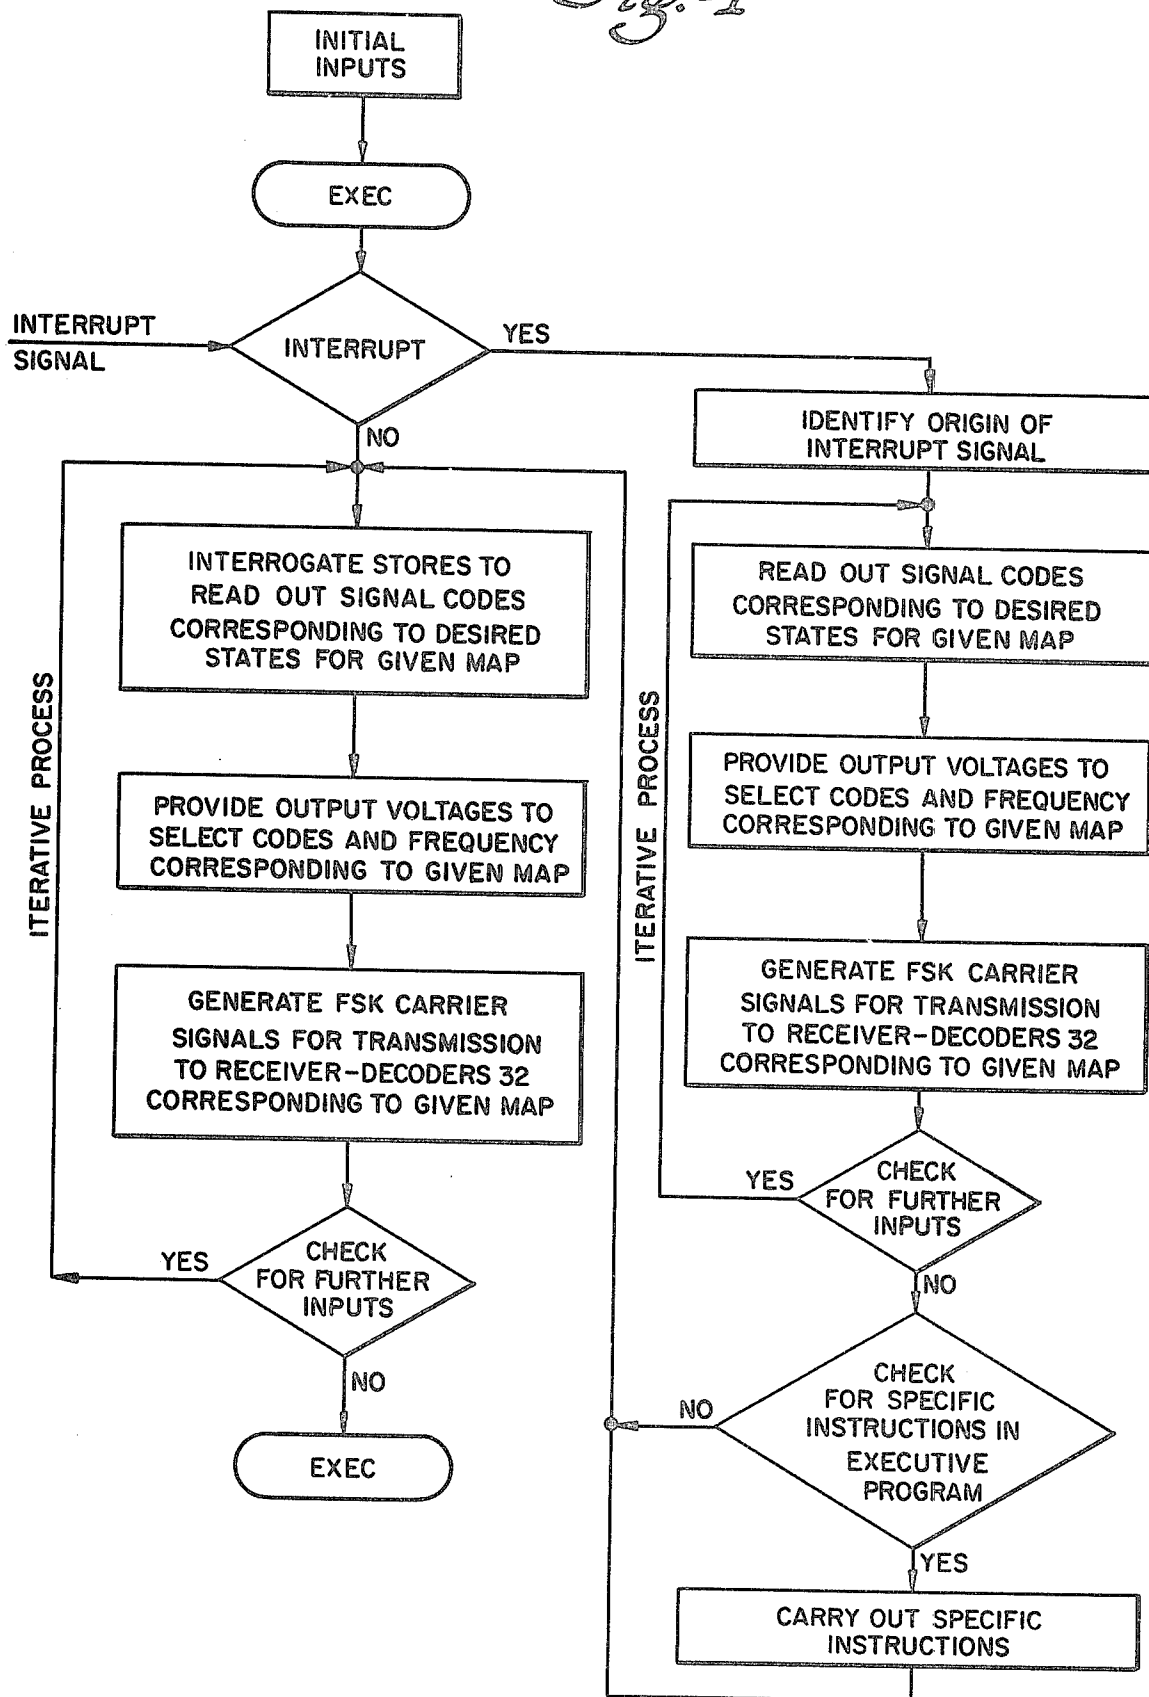 Fig. 4
INITIAL
INPUTS
EXEC
INTERRUPT
SIGNAL
INTERRUPT
YES
NO
IDENTIFY ORIGIN OF
INTERRUPT SIGNAL
ITERATIVE PROCESS
INTERROGATE STORES TO
READ OUT SIGNAL CODES
CORRESPONDING TO DESIRED
STATES FOR GIVEN MAP
PROVIDE OUTPUT VOLTAGES TO
SELECT CODES AND FREQUENCY
CORRESPONDING TO GIVEN MAP
GENERATE FSK CARRIER
SIGNALS FOR TRANSMISSION
TO RECEIVER-DECODERS 32
CORRESPONDING TO GIVEN MAP
YES
CHECK
FOR FURTHER
INPUTS
NO
EXEC
ITERATIVE PROCESS
READ OUT SIGNAL CODES
CORRESPONDING TO DESIRED
STATES FOR GIVEN MAP
PROVIDE OUTPUT VOLTAGES TO
SELECT CODES AND FREQUENCY
CORRESPONDING TO GIVEN MAP
GENERATE FSK CARRIER
SIGNALS FOR TRANSMISSION
TO RECEIVER-DECODERS 32
CORRESPONDING TO GIVEN MAP
YES
CHECK
FOR FURTHER
INPUTS
NO
NO
CHECK
FOR SPECIFIC
INSTRUCTIONS IN
EXECUTIVE
PROGRAM
YES
CARRY OUT SPECIFIC
INSTRUCTIONS